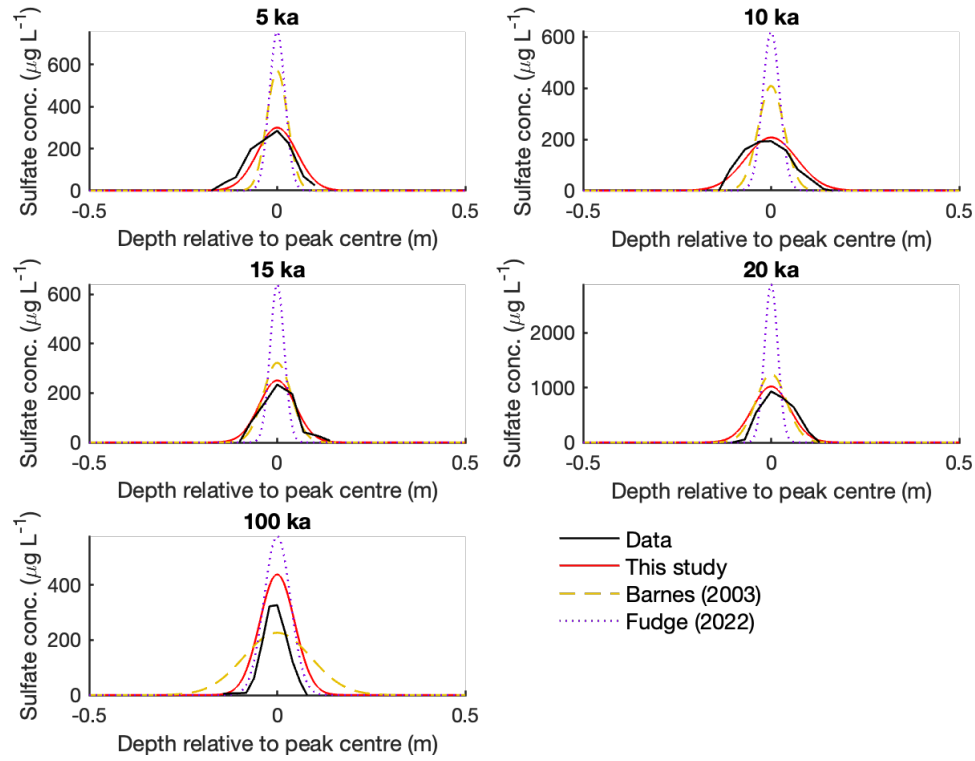 5 ka
Sulfate conc. (μg L⁻¹)
600
400
200
0
-0.5
0
0.5
Depth relative to peak centre (m)
10 ka
Sulfate conc. (μg L⁻¹)
600
400
200
0
-0.5
0
0.5
Depth relative to peak centre (m)
15 ka
Sulfate conc. (μg L⁻¹)
600
400
200
0
-0.5
0
0.5
Depth relative to peak centre (m)
20 ka
Sulfate conc. (μg L⁻¹)
2000
1000
0
-0.5
0
0.5
Depth relative to peak centre (m)
100 ka
Sulfate conc. (μg L⁻¹)
400
200
0
-0.5
0
0.5
Depth relative to peak centre (m)
Data
This study
Barnes (2003)
Fudge (2022)